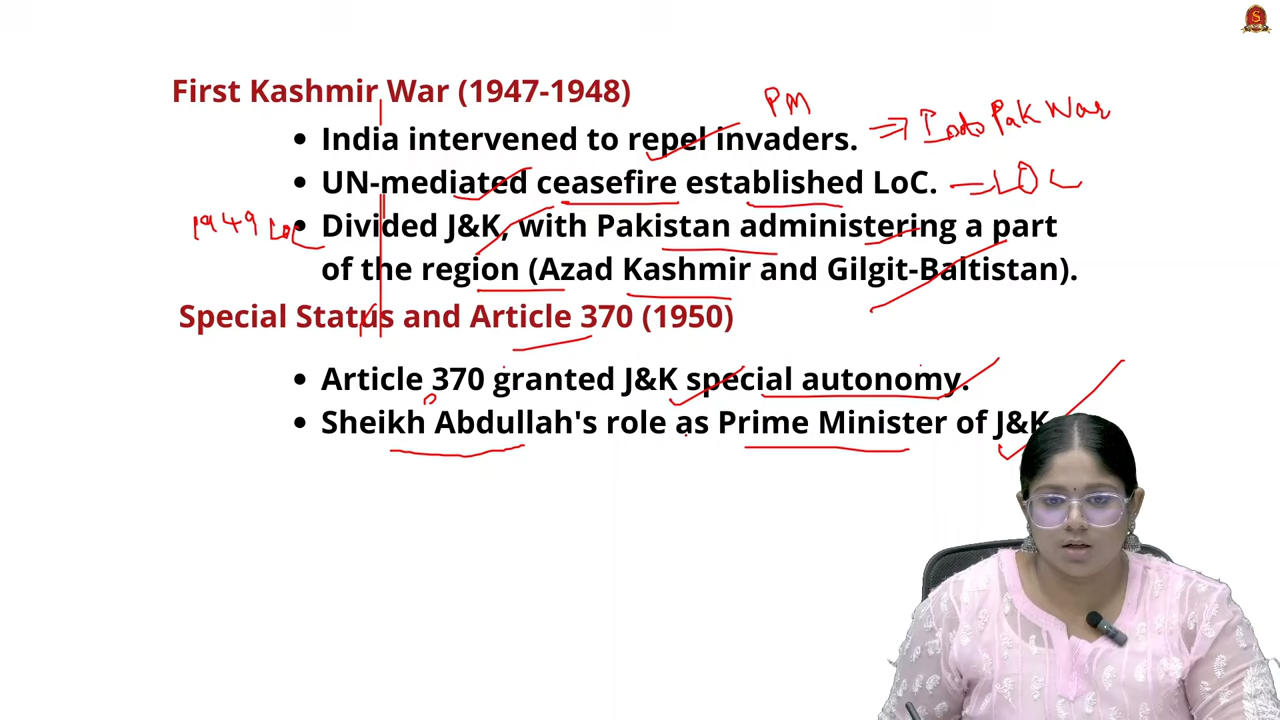 First Kashmir War (1947-1948)
PM
• India intervened to repel invaders. ⇒ Indo Pak War
• UN-mediated ceasefire established LoC. ⇒ LOC
1949 LoC
• Divided J&K, with Pakistan administering a part
of the region (Azad Kashmir and Gilgit-Baltistan).
Special Status and Article 370 (1950)
• Article 370 granted J&K special autonomy.
• Sheikh Abdullah's role as Prime Minister of J&K